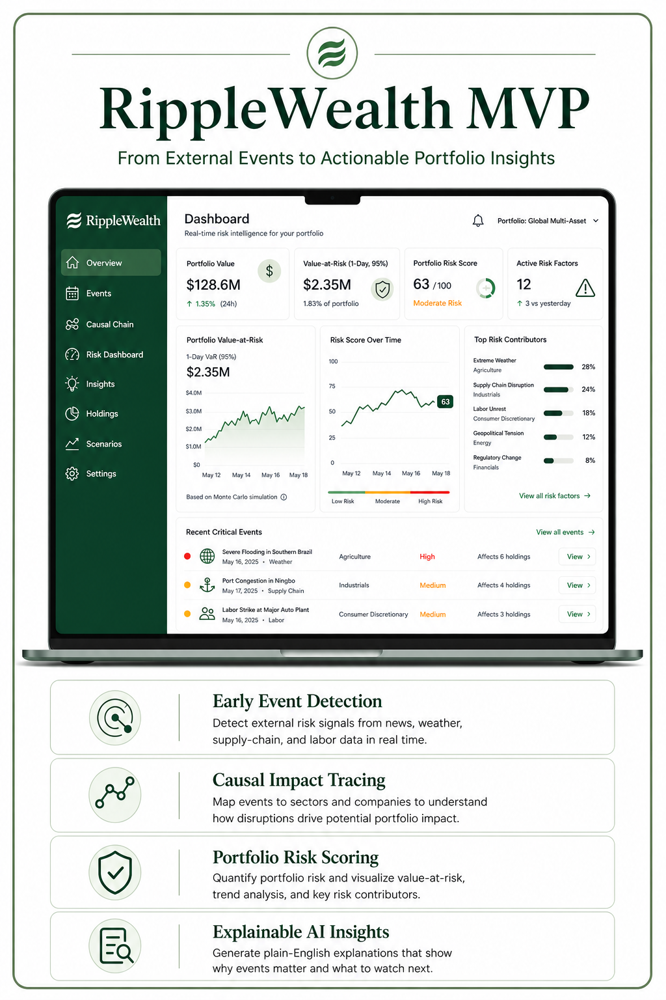 RippleWealth MVP
From External Events to Actionable Portfolio Insights
RippleWealth
Overview
Events
Causal Chain
Risk Dashboard
Insights
Holdings
Scenarios
Settings
Dashboard
Real-time risk intelligence for your portfolio
Portfolio: Global Multi-Asset
Portfolio Value
$
$128.6M
↑ 1.35% (24h)
Value-at-Risk (1-Day, 95%)
$2.35M
1.83% of portfolio
Portfolio Risk Score
63 /100
Moderate Risk
Active Risk Factors
12
↑ 3 vs yesterday
Portfolio Value-at-Risk
1-Day VaR (95%)
$2.35M
$4.0M
$3.0M
$2.0M
$1.0M
$0
May 12 May 14 May 16 May 18
Based on Monte Carlo simulation
Risk Score Over Time
100
75
50
25
0
63
May 12 May 14 May 16 May 18
Low Risk Moderate High Risk
Top Risk Contributors
Extreme Weather
Agriculture
28%
Supply Chain Disruption
Industrials
24%
Labor Unrest
Consumer Discretionary
18%
Geopolitical Tension
Energy
12%
Regulatory Change
Financials
8%
View all risk factors →
Recent Critical Events
View all events →
Severe Flooding in Southern Brazil
May 16, 2025 • Weather
Agriculture
High
Affects 6 holdings
View >
Port Congestion in Ningbo
May 17, 2025 • Supply Chain
Industrials
Medium
Affects 4 holdings
View >
Labor Strike at Major Auto Plant
May 16, 2025 • Labor
Consumer Discretionary
Medium
Affects 3 holdings
View >
Early Event Detection
Detect external risk signals from news, weather,
supply-chain, and labor data in real time.
Causal Impact Tracing
Map events to sectors and companies to understand
how disruptions drive potential portfolio impact.
Portfolio Risk Scoring
Quantify portfolio risk and visualize value-at-risk,
trend analysis, and key risk contributors.
Explainable AI Insights
Generate plain-English explanations that show
why events matter and what to watch next.